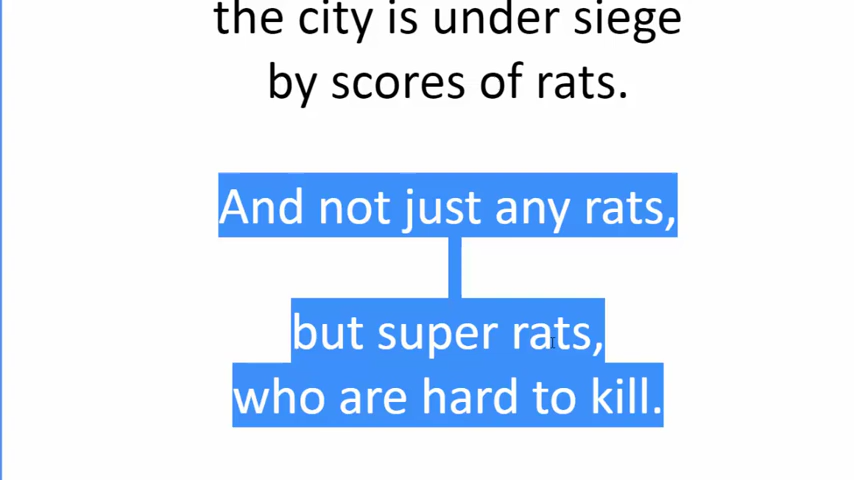 the city is under siege
by scores of rats.
And not just any rats,
but super rats,
who are hard to kill.